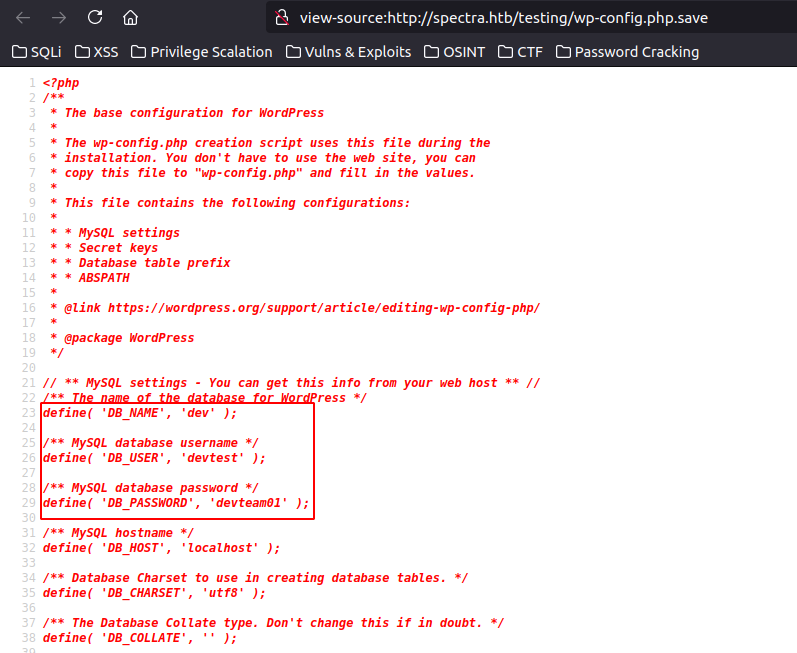 view-source:http://spectra.htb/testing/wp-config.php.save
SQLi XSS Privilege Scalation Vulns & Exploits OSINT CTF Password Cracking
1 <?php
2 /**
3  * The base configuration for WordPress
4  *
5  * The wp-config.php creation script uses this file during the
6  * installation. You don't have to use the web site, you can
7  * copy this file to "wp-config.php" and fill in the values.
8  *
9  * This file contains the following configurations:
10  *
11  * * MySQL settings
12  * * Secret keys
13  * * Database table prefix
14  * * ABSPATH
15  *
16  * @link https://wordpress.org/support/article/editing-wp-config-php/
17  *
18  * @package WordPress
19  */
20
21 // ** MySQL settings - You can get this info from your web host ** //
22 /** The name of the database for WordPress */
23 define( 'DB_NAME', 'dev' );
24
25 /** MySQL database username */
26 define( 'DB_USER', 'devtest' );
27
28 /** MySQL database password */
29 define( 'DB_PASSWORD', 'devteam01' );
30
31 /** MySQL hostname */
32 define( 'DB_HOST', 'localhost' );
33
34 /** Database Charset to use in creating database tables. */
35 define( 'DB_CHARSET', 'utf8' );
36
37 /** The Database Collate type. Don't change this if in doubt. */
38 define( 'DB_COLLATE', '' );
39